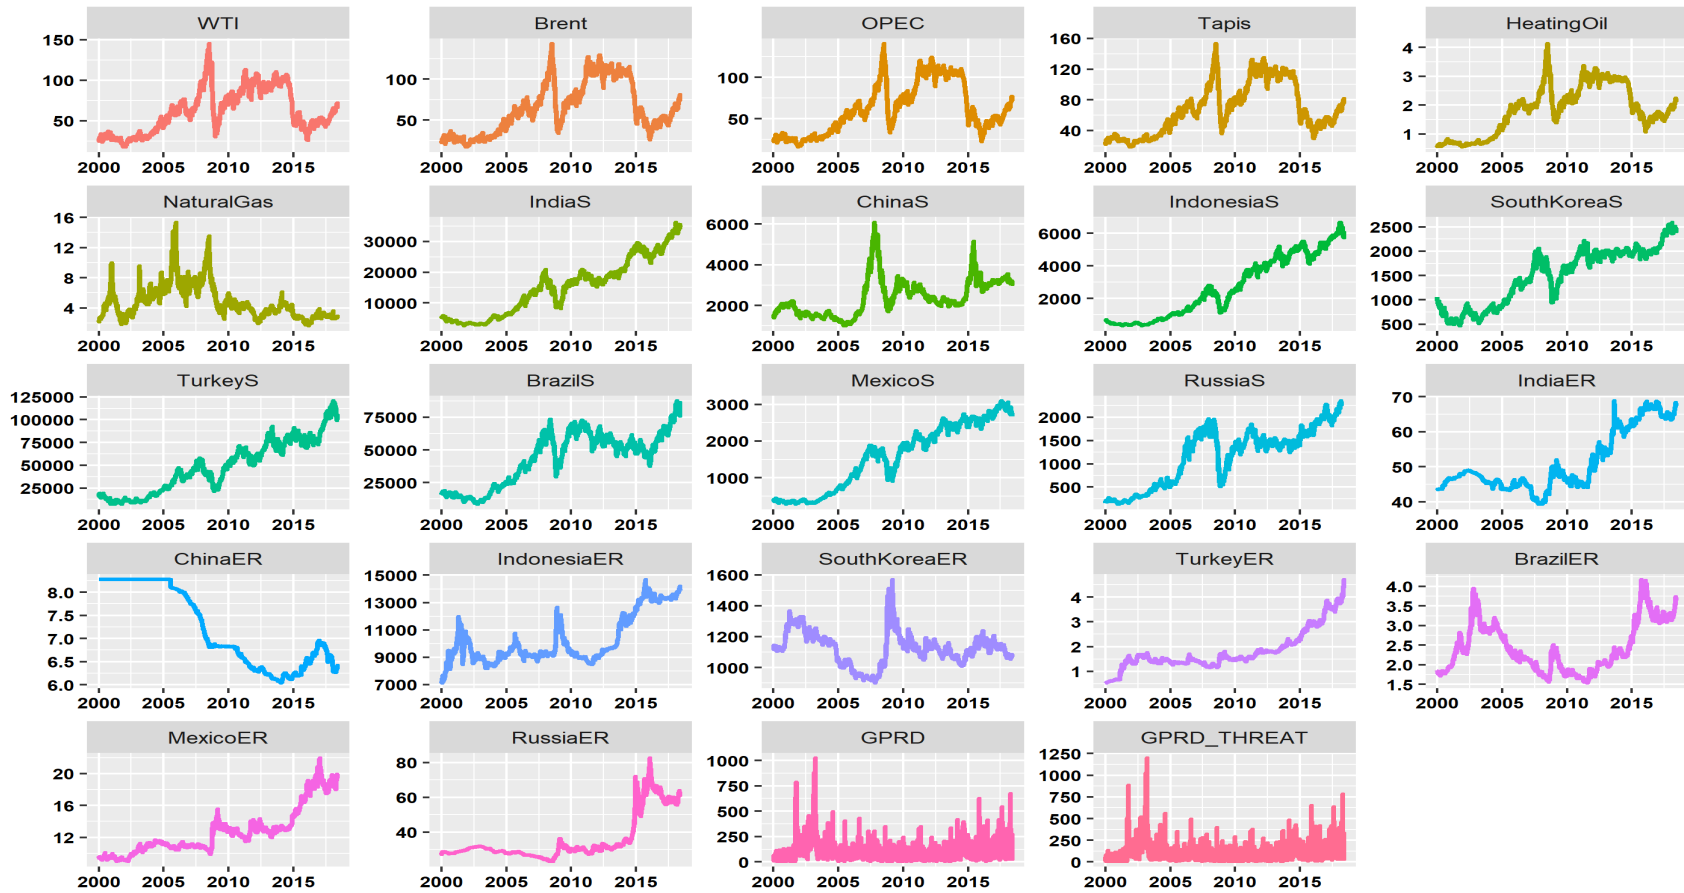 WTI Brent OPEC Tapis HeatingOil
150 100 50
100 50
100 50
160 120 80 40
4 3 2 1
2000 2005 2010 2015 2000 2005 2010 2015 2000 2005 2010 2015 2000 2005 2010 2015 2000 2005 2010 2015
NaturalGas IndiaS ChinaS IndonesiaS SouthKoreaS
16 12 8 4
30000 20000 10000
6000 4000 2000
6000 4000 2000
2500 2000 1500 1000 500
2000 2005 2010 2015 2000 2005 2010 2015 2000 2005 2010 2015 2000 2005 2010 2015 2000 2005 2010 2015
TurkeyS BrazilS MexicoS RussiaS IndiaER
125000 100000 75000 50000 25000
75000 50000 25000
3000 2000 1000
2000 1500 1000 500
70 60 50 40
2000 2005 2010 2015 2000 2005 2010 2015 2000 2005 2010 2015 2000 2005 2010 2015 2000 2005 2010 2015
ChinaER IndonesiaER SouthKoreaER TurkeyER BrazilER
8.0 7.5 7.0 6.5 6.0
15000 13000 11000 9000 7000
1600 1400 1200 1000
4 3 2 1
4.0 3.5 3.0 2.5 2.0 1.5
2000 2005 2010 2015 2000 2005 2010 2015 2000 2005 2010 2015 2000 2005 2010 2015 2000 2005 2010 2015
MexicoER RussiaER GPRD GPRD_THREAT
20 16 12
80 60 40
1000 750 500 250 0
1250 1000 750 500 250 0
2000 2005 2010 2015 2000 2005 2010 2015 2000 2005 2010 2015 2000 2005 2010 2015